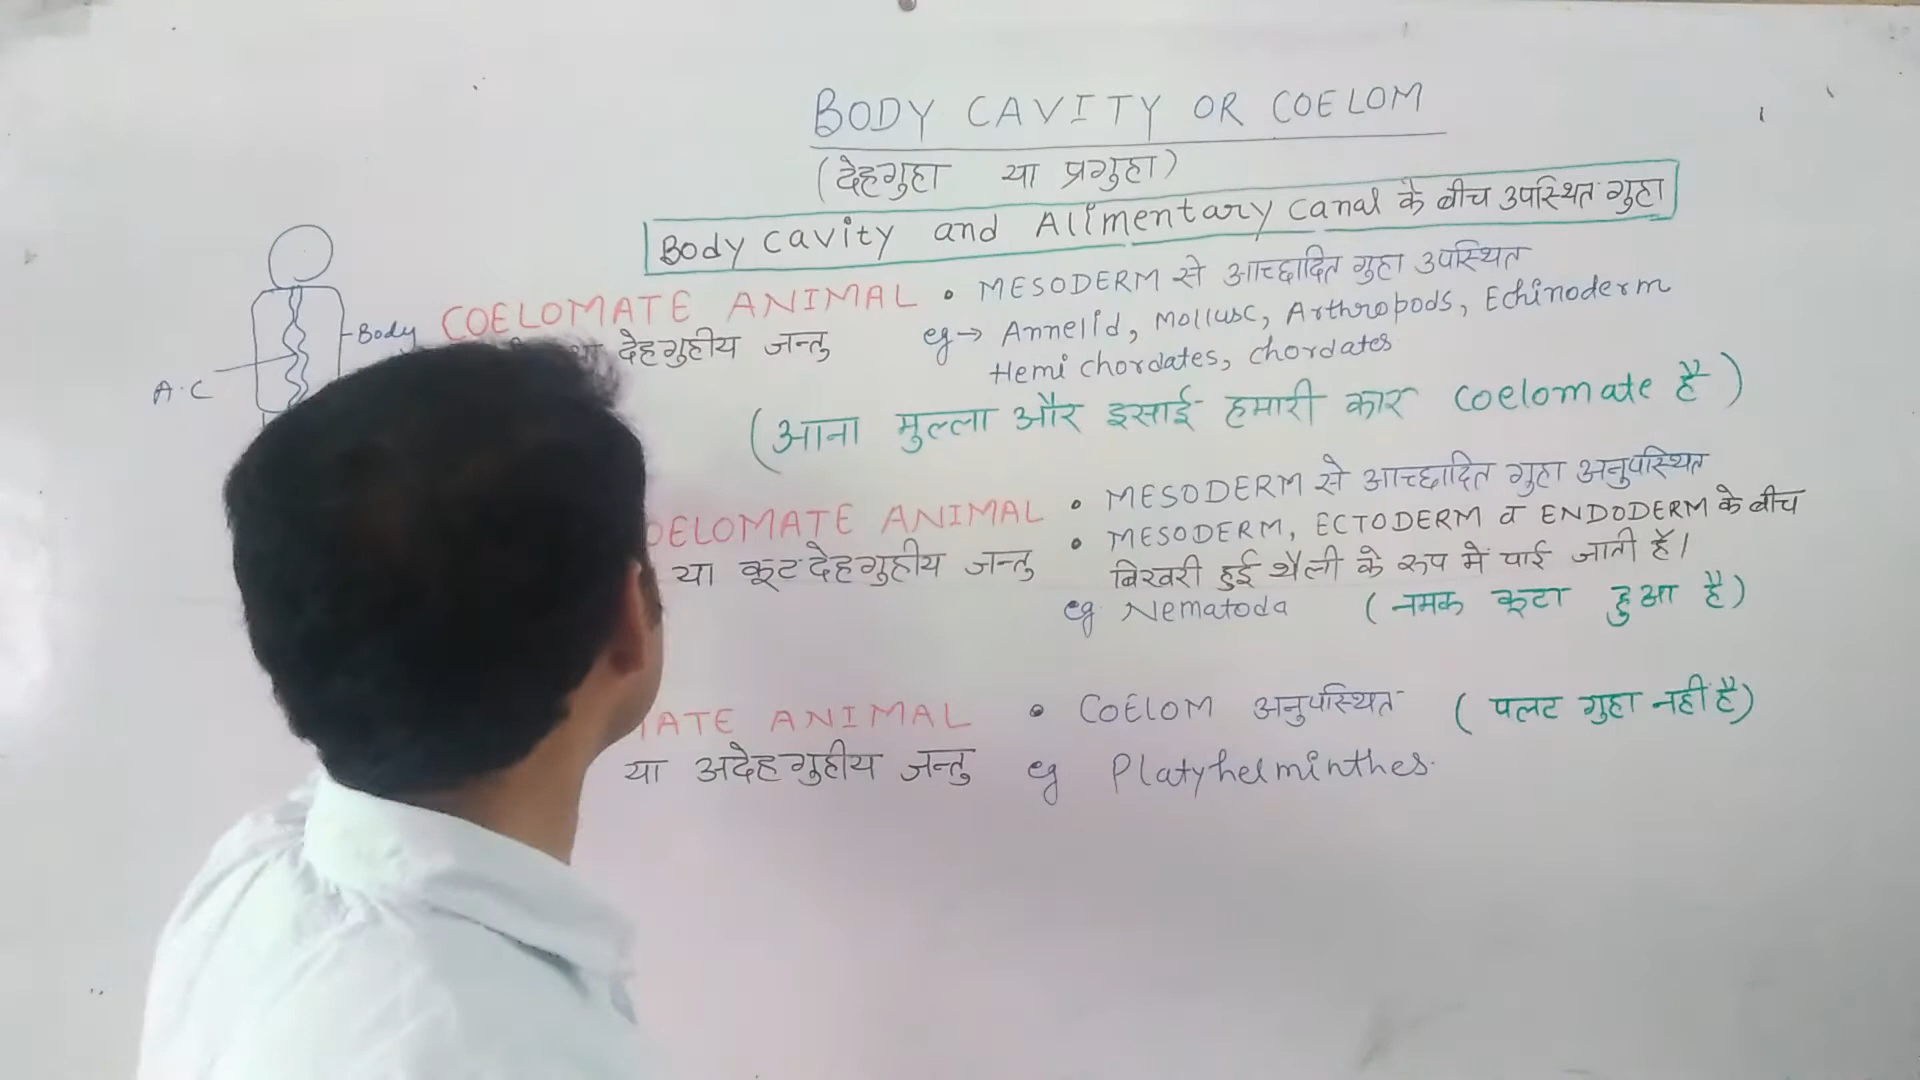 BODY CAVITY OR COELOM
(देहगुहा या प्रगुहा)
Body cavity and Alimentary canal के बीच उपस्थित गुहा
COELOMATE ANIMAL • MESODERM से आच्छादित गुहा उपस्थित
देहगुहीय जन्तु eg → Annelid, Mollusc, Arthropods, Echinoderm
Hemi chordates, chordates
Body
A.C
(आना मुल्ला और इसाई हमारी कार coelomate है)
OELOMATE ANIMAL • MESODERM से आच्छादित गुहा अनुपस्थित
या कूटदेहगुहीय जन्तु • MESODERM, ECTODERM व ENDODERM के बीच
बिखरी हुई थैली के रूप में पाई जाती हैं।
eg Nematoda (नमक कूटा हुआ है)
ATE ANIMAL • COELOM अनुपस्थित (पलट गुहा नही है)
या अदेहगुहीय जन्तु eg Platyhelminthes.